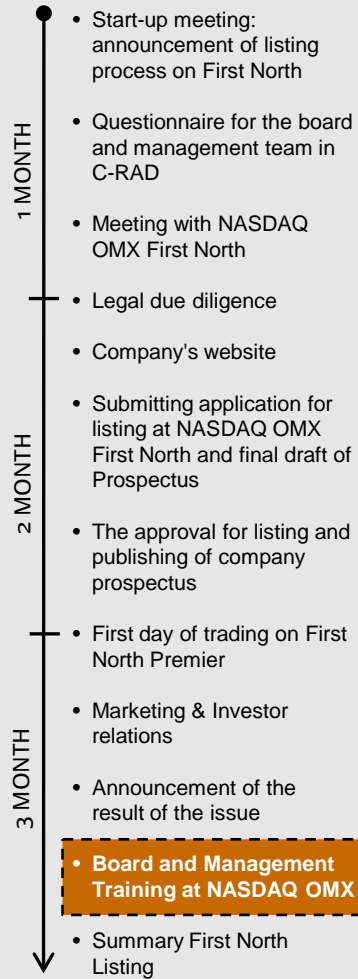 1 MONTH
• Start-up meeting:
announcement of listing
process on First North
• Questionnaire for the board
and management team in
C-RAD
• Meeting with NASDAQ
OMX First North
2 MONTH
• Legal due diligence
• Company's website
• Submitting application for
listing at NASDAQ OMX
First North and final draft of
Prospectus
• The approval for listing and
publishing of company
prospectus
3 MONTH
• First day of trading on First
North Premier
• Marketing & Investor
relations
• Announcement of the
result of the issue
• Board and Management
Training at NASDAQ OMX
• Summary First North
Listing